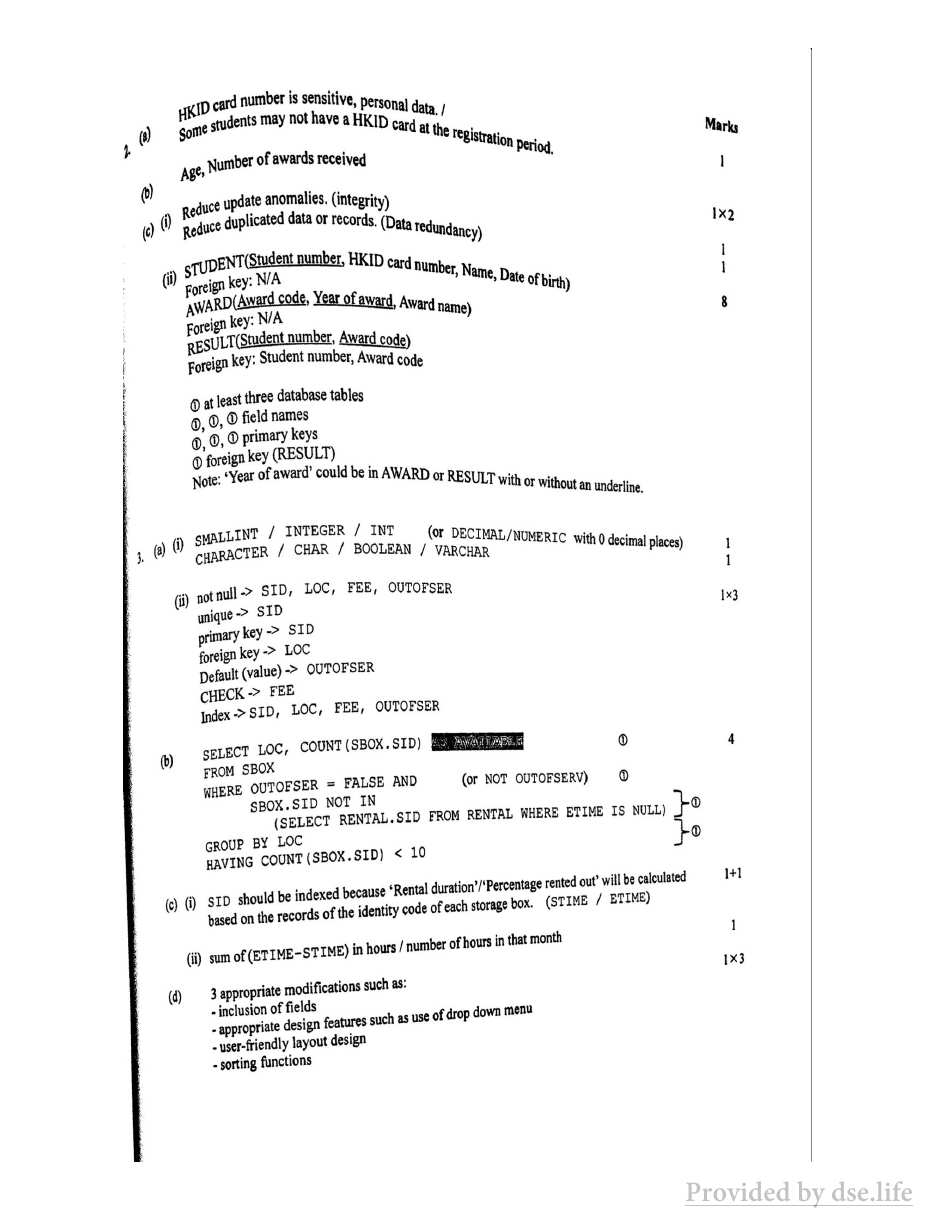 Marks
2. (a) HKID card number is sensitive, personal data. /
Some students may not have a HKID card at the registration period. 1
(b) Age, Number of awards received 1×2
(c) (i) Reduce update anomalies. (integrity) 1
Reduce duplicated data or records. (Data redundancy) 1
(ii) STUDENT(Student number, HKID card number, Name, Date of birth) 8
Foreign key: N/A
AWARD(Award code, Year of award, Award name)
Foreign key: N/A
RESULT(Student number, Award code)
Foreign key: Student number, Award code
① at least three database tables
①, ①, ① field names
①, ①, ① primary keys
① foreign key (RESULT)
Note: ‘Year of award’ could be in AWARD or RESULT with or without an underline.
3. (a) (i) SMALLINT / INTEGER / INT (or DECIMAL/NUMERIC with 0 decimal places) 1
CHARACTER / CHAR / BOOLEAN / VARCHAR 1
(ii) not null -> SID, LOC, FEE, OUTOFSER 1×3
unique -> SID
primary key -> SID
foreign key -> LOC
Default (value) -> OUTOFSER
CHECK -> FEE
Index -> SID, LOC, FEE, OUTOFSER
(b) SELECT LOC, COUNT(SBOX.SID) AS AVAILABLE ① 4
FROM SBOX
WHERE OUTOFSER = FALSE AND (or NOT OUTOFSERV) ①
SBOX.SID NOT IN
(SELECT RENTAL.SID FROM RENTAL WHERE ETIME IS NULL) ①
GROUP BY LOC ①
HAVING COUNT(SBOX.SID) < 10
(c) (i) SID should be indexed because ‘Rental duration’/‘Percentage rented out’ will be calculated 1+1
based on the records of the identity code of each storage box. (STIME / ETIME)
(ii) sum of (ETIME-STIME) in hours / number of hours in that month 1
(d) 3 appropriate modifications such as: 1×3
- inclusion of fields
- appropriate design features such as use of drop down menu
- user-friendly layout design
- sorting functions
Provided by dse.life